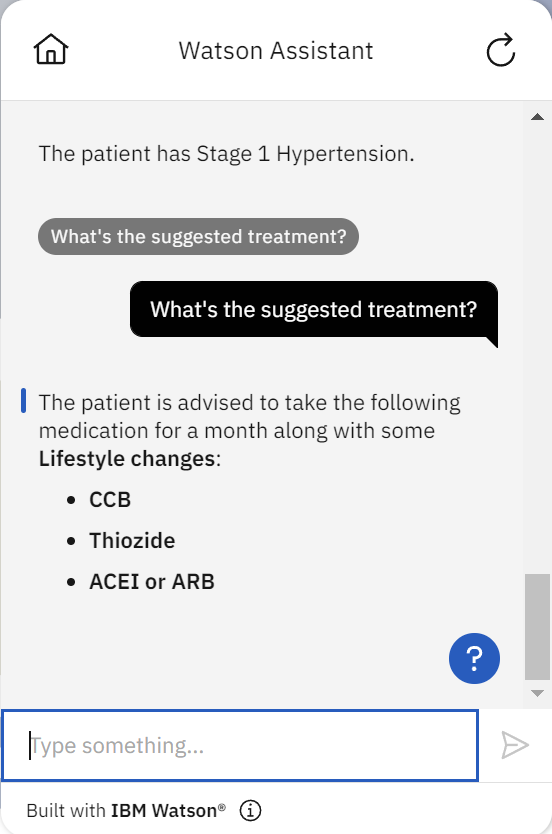 Watson Assistant
The patient has Stage 1 Hypertension.
What's the suggested treatment?
What's the suggested treatment?
The patient is advised to take the following
medication for a month along with some
Lifestyle changes:
• CCB
• Thiozide
• ACEI or ARB
?
Type something...
Built with IBM Watson®